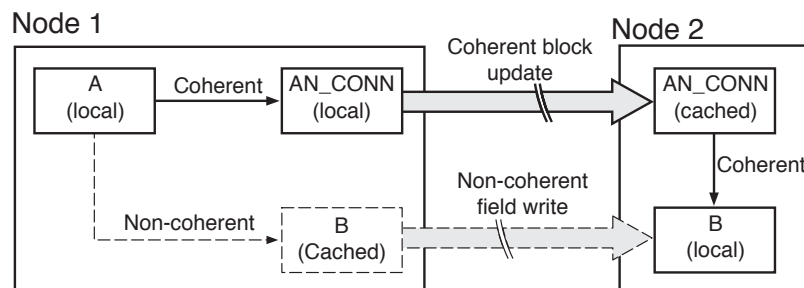 Node 1
Node 2
Coherent block
update
A
(local)
Coherent
AN_CONN
(local)
AN_CONN
(cached)
Coherent
Non-coherent
field write
Non-coherent
B
(Cached)
B
(local)